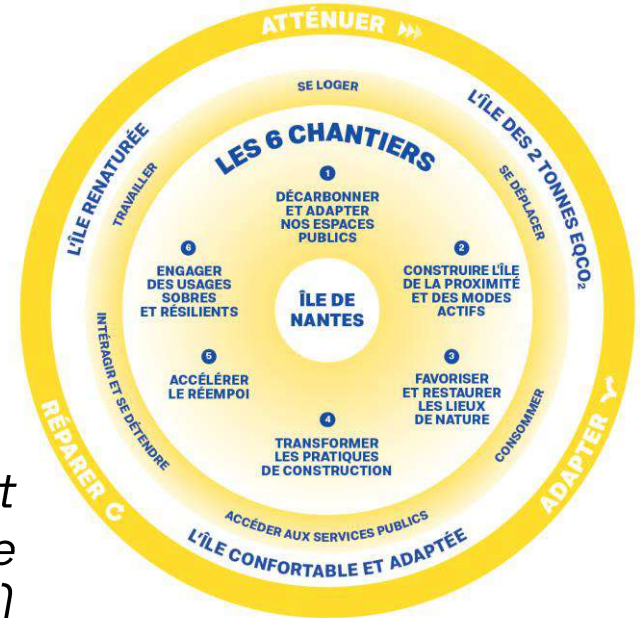 ATTÉNUER
SE LOGER
L'ÎLE DES 2 TONNES EQCO₂
L'ÎLE RENATURÉE
LES 6 CHANTIERS
TRAVAILLER
SE DÉPLACER
1
DÉCARBONNER
ET ADAPTER
NOS ESPACES
PUBLICS
2
CONSTRUIRE L'ÎLE
DE LA PROXIMITÉ
ET DES MODES
ACTIFS
3
FAVORISER
ET RESTAURER
LES LIEUX
DE NATURE
4
TRANSFORMER
LES PRATIQUES
DE CONSTRUCTION
5
ACCÉLÉRER
LE RÉEMPOI
6
ENGAGER
DES USAGES
SOBRES
ET RÉSILIENTS
ÎLE DE
NANTES
INTÉRAGIR ET SE DÉTENDRE
CONSOMMER
ACCÉDER AUX SERVICES PUBLICS
L'ÎLE CONFORTABLE ET ADAPTÉE
RÉPARER
ADAPTER
t
e
)